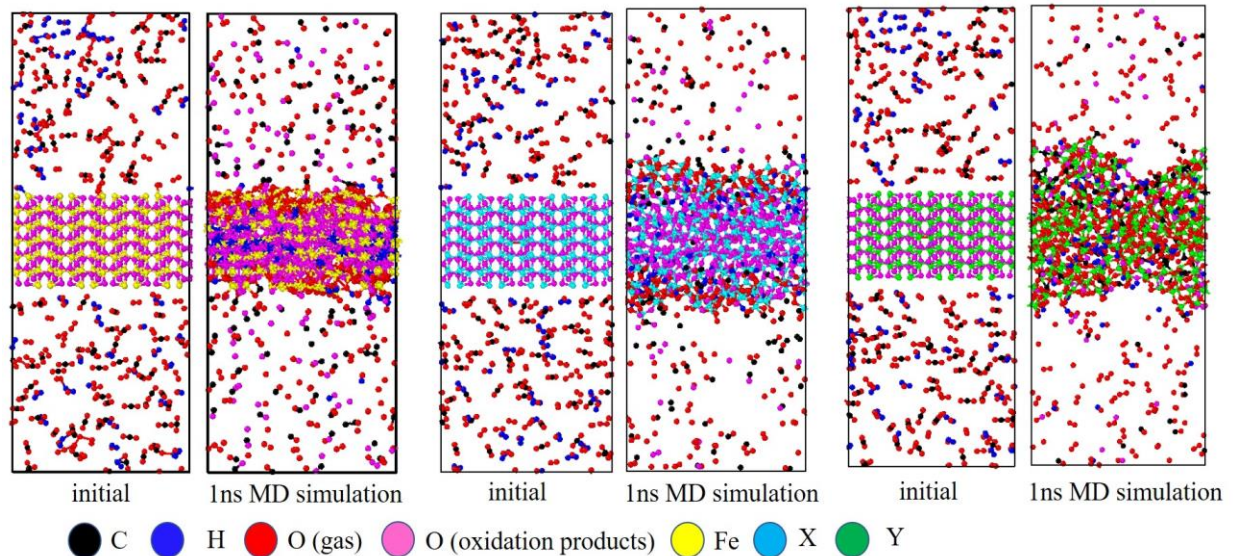 initial 1ns MD simulation initial 1ns MD simulation initial 1ns MD simulation
C H O (gas) O (oxidation products) Fe X Y